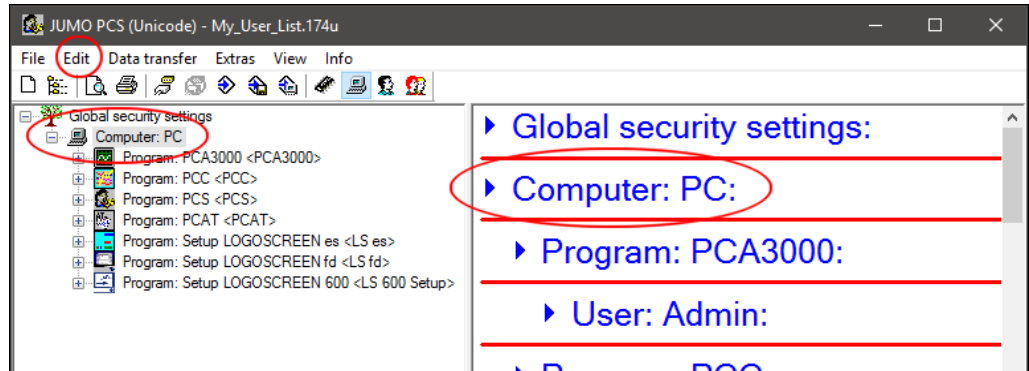 JUMO PCS (Unicode) - My_User_List.174u
File Edit Data transfer Extras View Info
Global security settings
Computer: PC
Program: PCA3000 <PCA3000>
Program: PCC <PCC>
Program: PCS <PCS>
Program: PCAT <PCAT>
Program: Setup LOGOSCREEN es <LS es>
Program: Setup LOGOSCREEN fd <LS fd>
Program: Setup LOGOSCREEN 600 <LS 600 Setup>
Global security settings:
Computer: PC:
Program: PCA3000:
User: Admin: